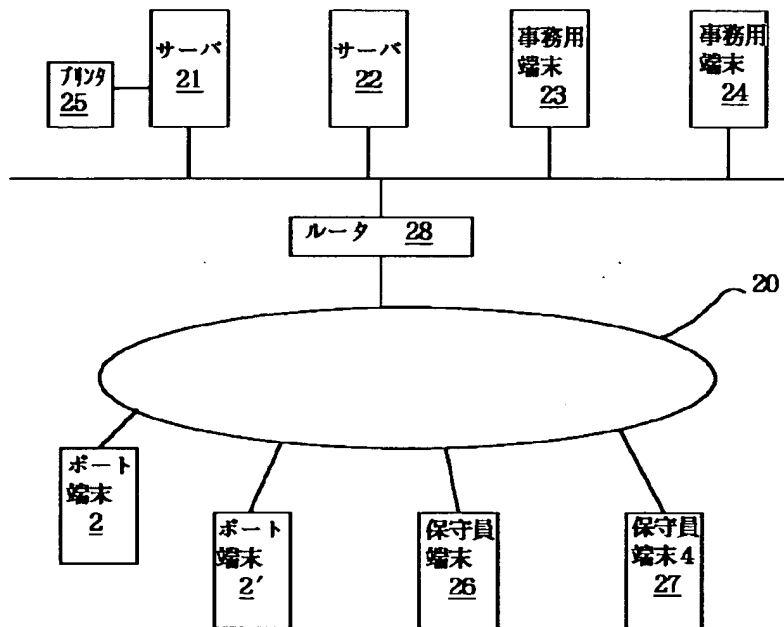 サーバ
21
サーバ
22
事務用
端末
23
事務用
端末
24
プリンタ
25
ルータ 28
20
ポート
端末
2
ポート
端末
2′
保守員
端末
26
保守員
端末4
27